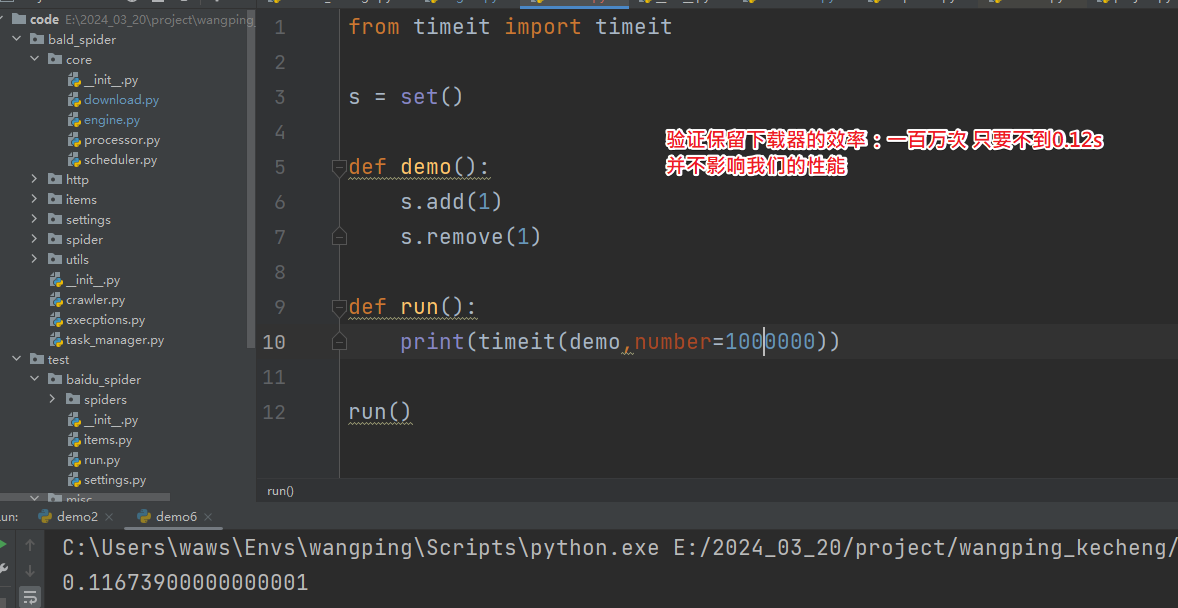 code E:\2024_03_20\project\wangping_
bald_spider
core
__init__.py
download.py
engine.py
processor.py
scheduler.py
http
items
settings
spider
utils
__init__.py
crawler.py
execptions.py
task_manager.py
test
baidu_spider
spiders
__init__.py
items.py
run.py
settings.py
misc
1 from timeit import timeit
2
3 s = set()
4
5 def demo():
6 s.add(1)
7 s.remove(1)
8
9 def run():
10 print(timeit(demo,number=1000000))
11
12 run()
验证保留下载器的效率：一百万次 只要不到0.12s
并不影响我们的性能
run()
un: demo2 × demo6 ×
C:\Users\waws\Envs\wangping\Scripts\python.exe E:/2024_03_20/project/wangping_kecheng/
0.11673900000000001